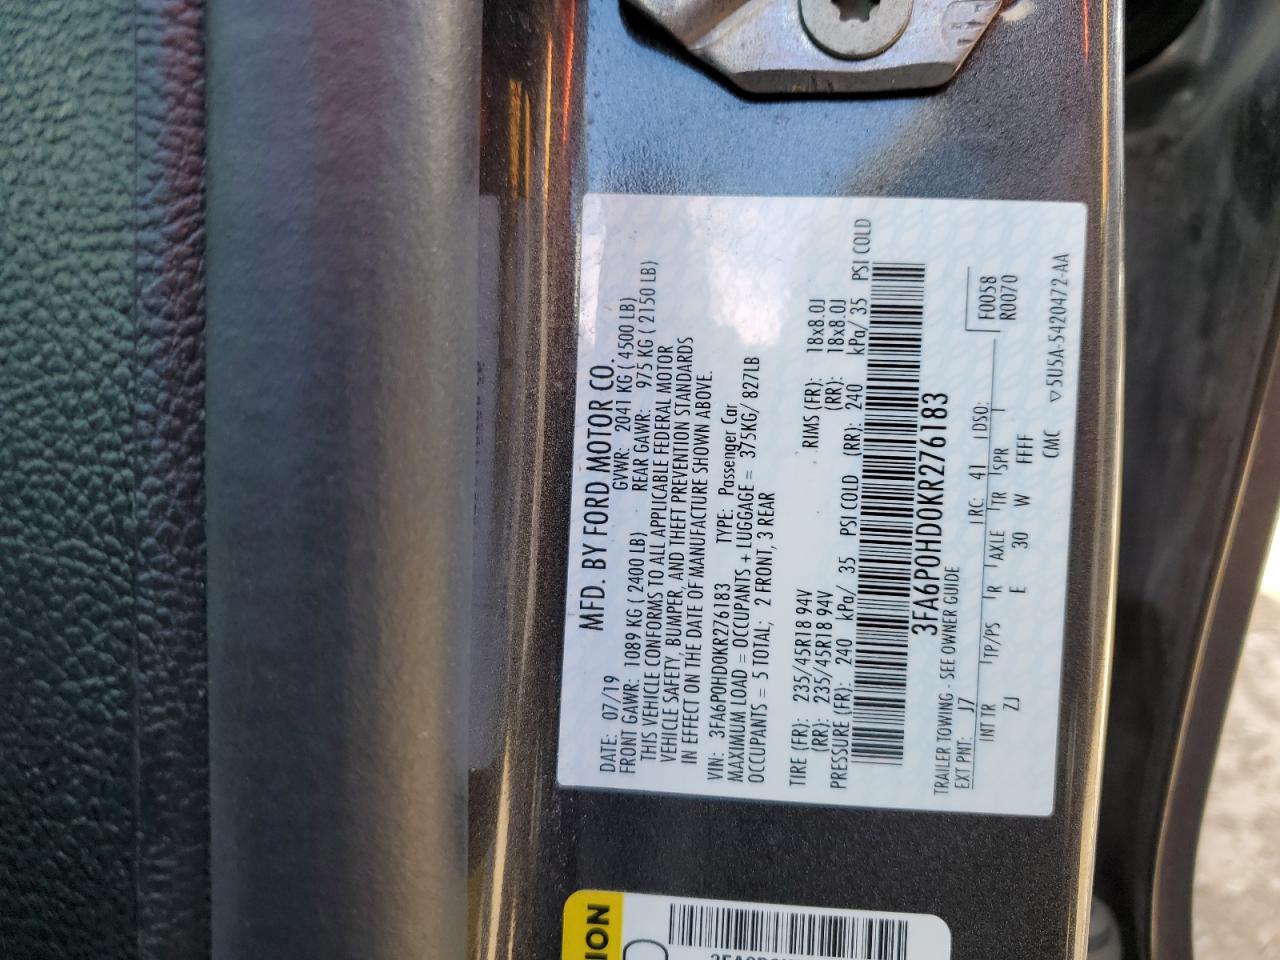 MFD. BY FORD MOTOR CO.
DATE: 07/19 GVWR: 2041 KG ( 4500 LB)
FRONT GAWR: 1089 KG ( 2400 LB) REAR GAWR: 975 KG ( 2150 LB)
THIS VEHICLE CONFORMS TO ALL APPLICABLE FEDERAL MOTOR
VEHICLE SAFETY, BUMPER, AND THEFT PREVENTION STANDARDS
IN EFFECT ON THE DATE OF MANUFACTURE SHOWN ABOVE.
VIN: 3FA6P0HD0KR276183 TYPE: Passenger Car
MAXIMUM LOAD = OCCUPANTS + LUGGAGE = 375KG/ 827LB
OCCUPANTS = 5 TOTAL; 2 FRONT, 3 REAR
TIRE (FR): 235/45R18 94V RIMS (FR): 18x8.0J
(RR): 235/45R18 94V (RR): 18x8.0J
PRESSURE (FR): 240 kPa/ 35 PSI COLD (RR): 240 kPa/ 35 PSI COLD
3FA6P0HD0KR276183
TRAILER TOWING - SEE OWNER GUIDE
EXT PNT: J7 RC: 41 DSO: F0058
INT TR TP/PS R AXLE TR SPR R0070
ZJ E 30 W FFFF
CMC ▽5U5A-5420472-AA
ION